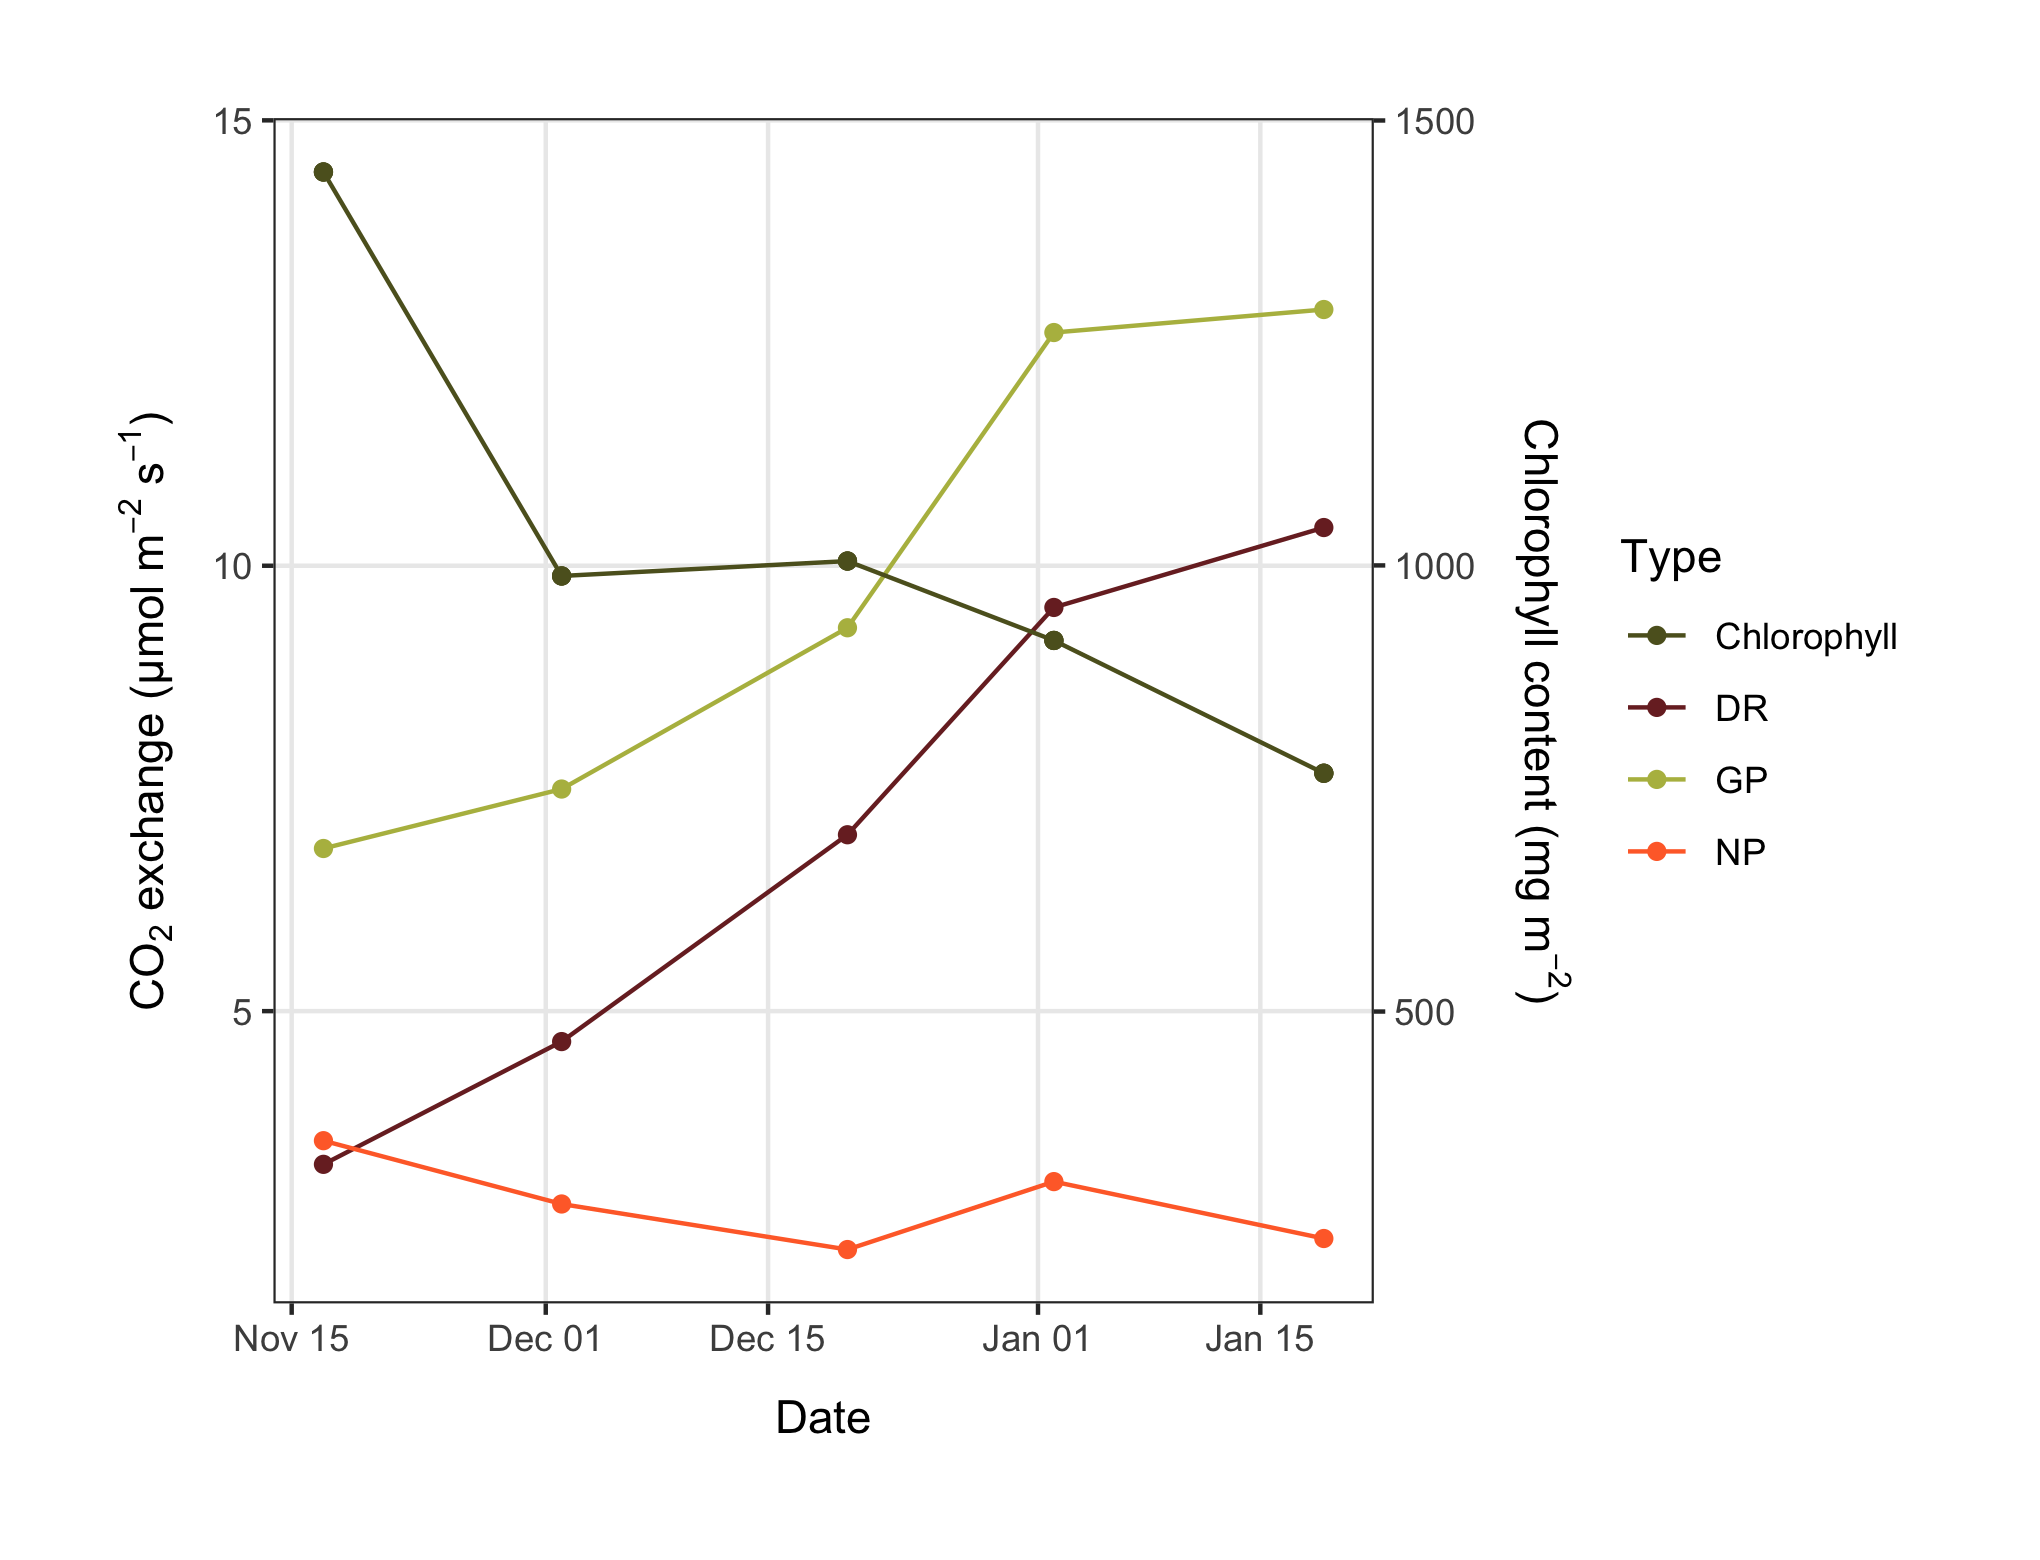 15
10
5
CO₂ exchange (µmol m⁻² s⁻¹)
1500
1000
500
Chlorophyll content (mg m⁻²)
Nov 15
Dec 01
Dec 15
Jan 01
Jan 15
Date
Type
Chlorophyll
DR
GP
NP